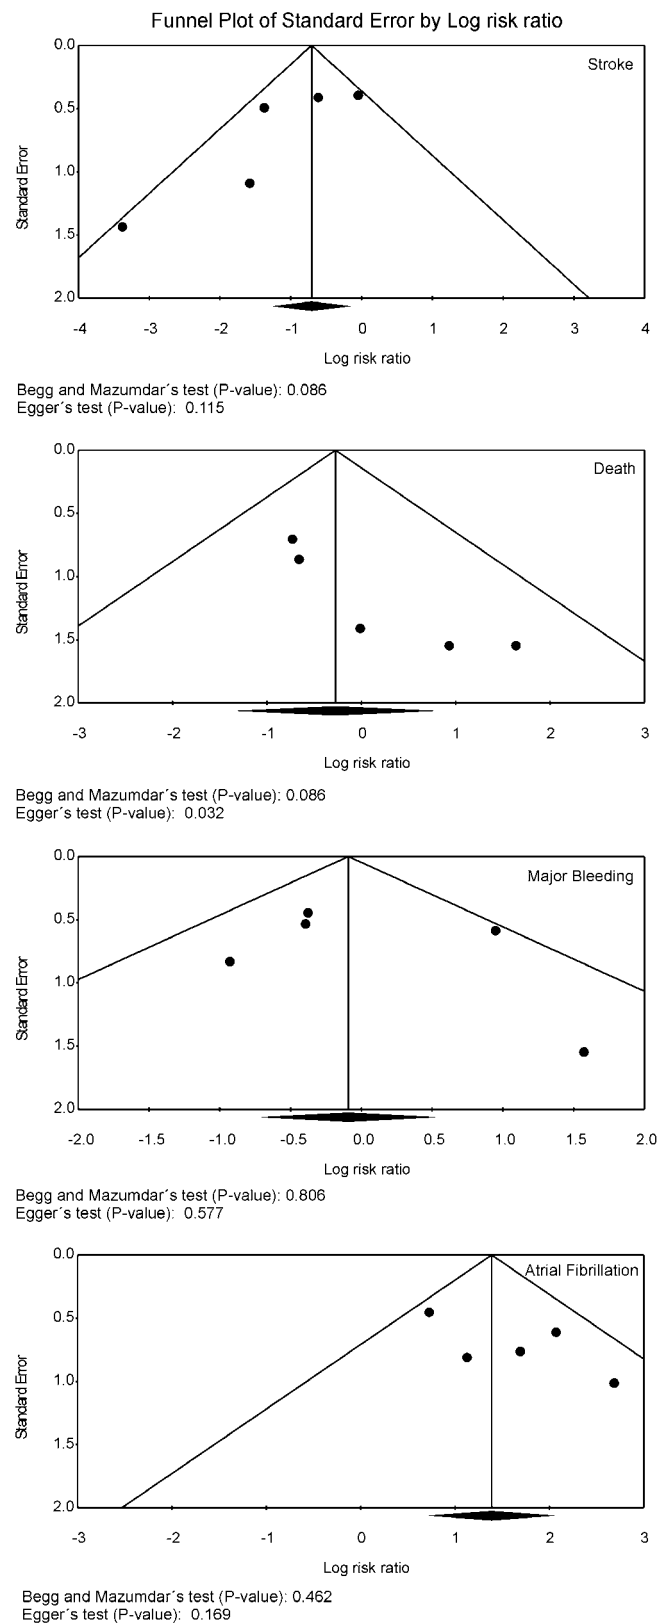 Funnel Plot of Standard Error by Log risk ratio
0.0
Stroke
0.5
1.0
1.5
2.0
Standard Error
-4 -3 -2 -1 0 1 2 3 4
Log risk ratio
Begg and Mazumdar´s test (P-value): 0.086
Egger´s test (P-value): 0.115
0.0
Death
0.5
1.0
1.5
2.0
Standard Error
-3 -2 -1 0 1 2 3
Log risk ratio
Begg and Mazumdar´s test (P-value): 0.086
Egger´s test (P-value): 0.032
0.0
Major Bleeding
0.5
1.0
1.5
2.0
Standard Error
-2.0 -1.5 -1.0 -0.5 0.0 0.5 1.0 1.5 2.0
Log risk ratio
Begg and Mazumdar´s test (P-value): 0.806
Egger´s test (P-value): 0.577
0.0
Atrial Fibrillation
0.5
1.0
1.5
2.0
Standard Error
-3 -2 -1 0 1 2 3
Log risk ratio
Begg and Mazumdar´s test (P-value): 0.462
Egger´s test (P-value): 0.169